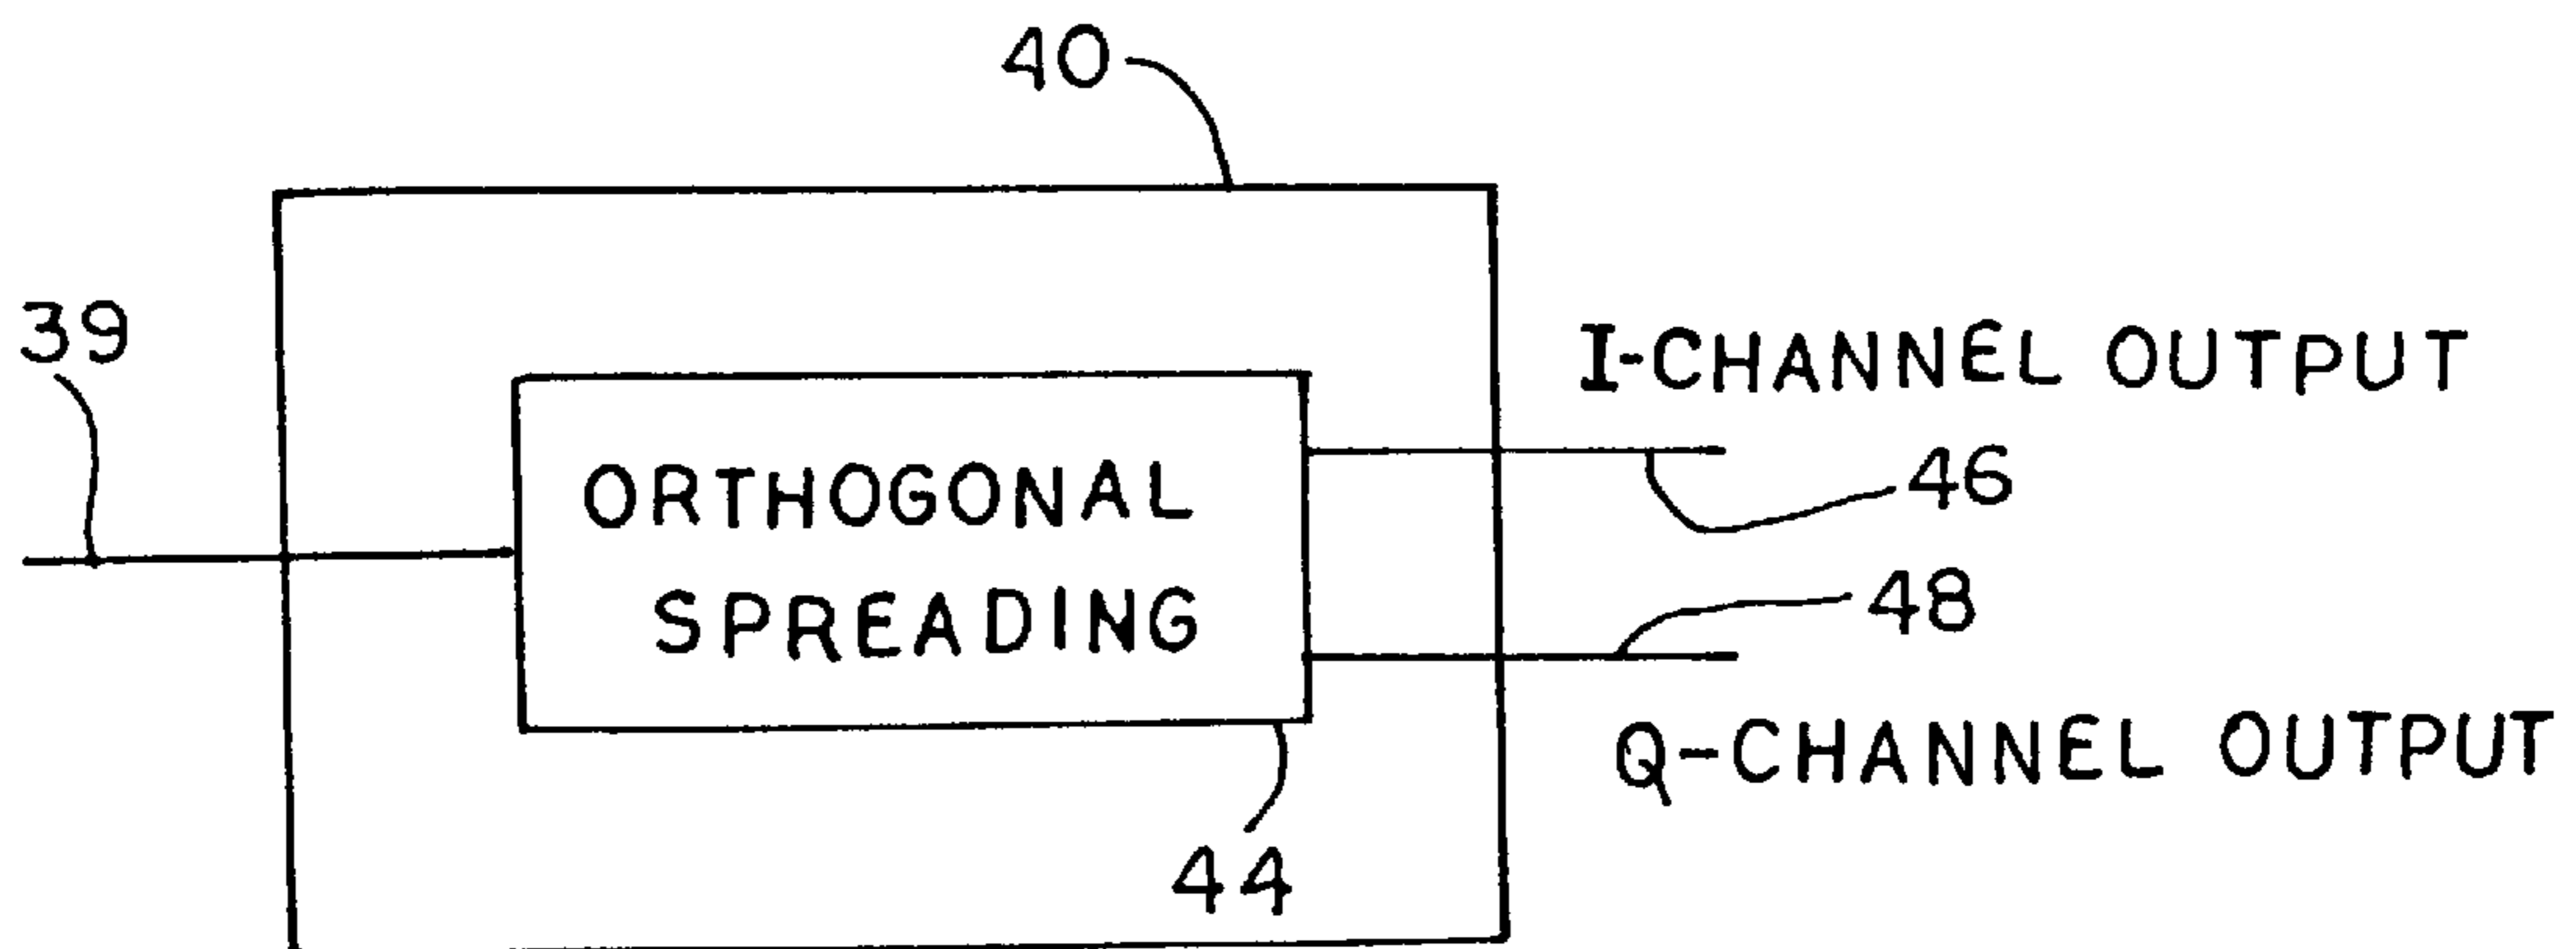 40
39
I-CHANNEL OUTPUT
ORTHOGONAL
SPREADING
46
48
Q-CHANNEL OUTPUT
44